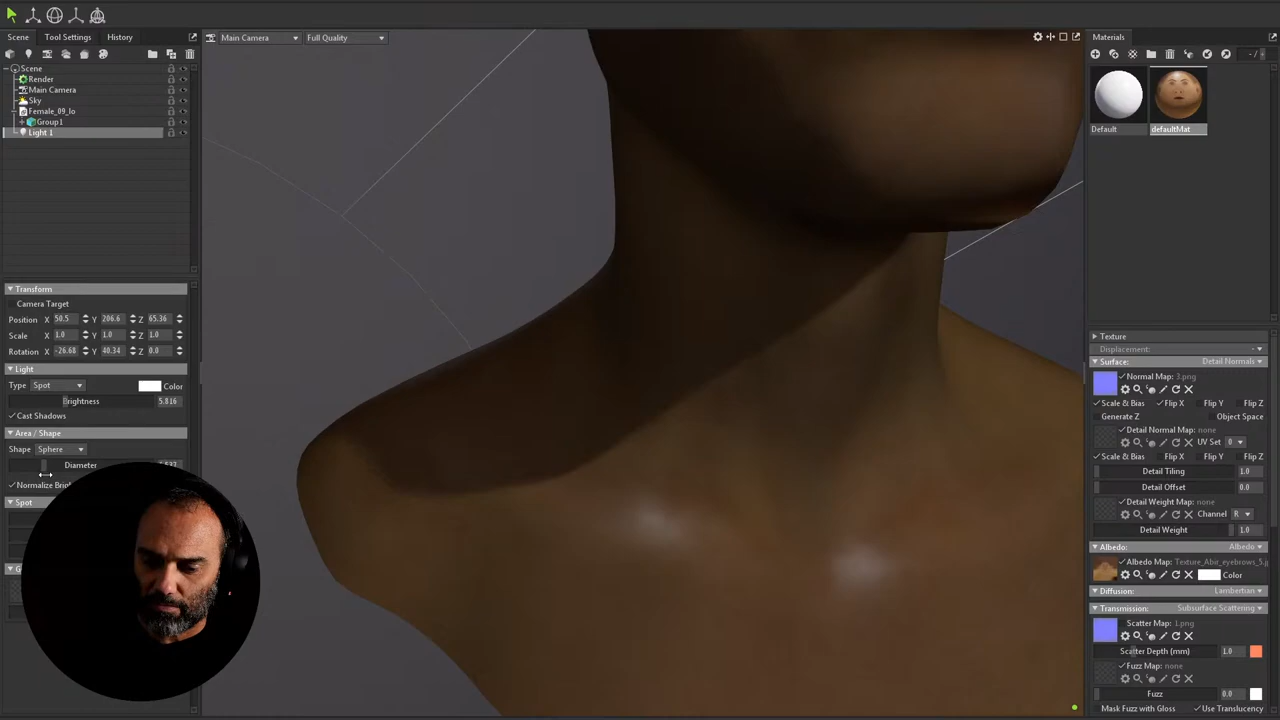 Scene Tool Settings History
Main Camera Full Quality
Materials
Scene
Render
Main Camera
Sky
Female_09_lo
Group1
Light 1
Default defaultMat
Transform
Camera Target
Position X 50.5 Y 206.6 Z 65.36
Scale X 1.0 Y 1.0 Z 1.0
Rotation X -26.68 Y 40.34 Z 0.0
Light
Type Spot Color
Brightness 5.816
Cast Shadows
Area / Shape
Shape Sphere
Diameter
Spot
Texture
Displacement:
Surface: Detail Normals
Normal Map: 3.png
Scale & Bias Flip X Flip Y Flip Z
Generate Z Object Space
Detail Normal Map: none
UV Set 0
Scale & Bias Flip X Flip Y Flip Z
Detail Tiling 1.0
Detail Offset 0.0
Detail Weight Map: none
Channel R
Detail Weight 1.0
Albedo: Albedo
Albedo Map: Texture_Abir_eyebrows_5.j
Color
Diffusion: Lambertian
Transmission: Subsurface Scattering
Scatter Map: 1.png
Scatter Depth (mm) 1.0
Fuzz Map: none
Fuzz 0.0
Mask Fuzz with Gloss Use Translucency